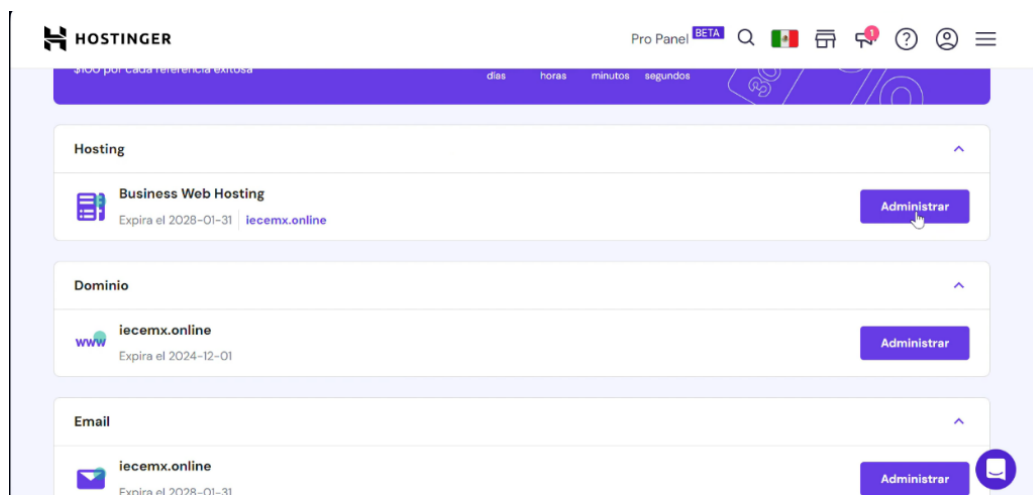 HOSTINGER
Pro Panel BETA
1
$100 por cada referencia exitosa
días horas minutos segundos
Hosting
Business Web Hosting
Expira el 2028-01-31 iecemx.online
Administrar
Dominio
www
iecemx.online
Expira el 2024-12-01
Administrar
Email
iecemx.online
Expira el 2028-01-31
Administrar